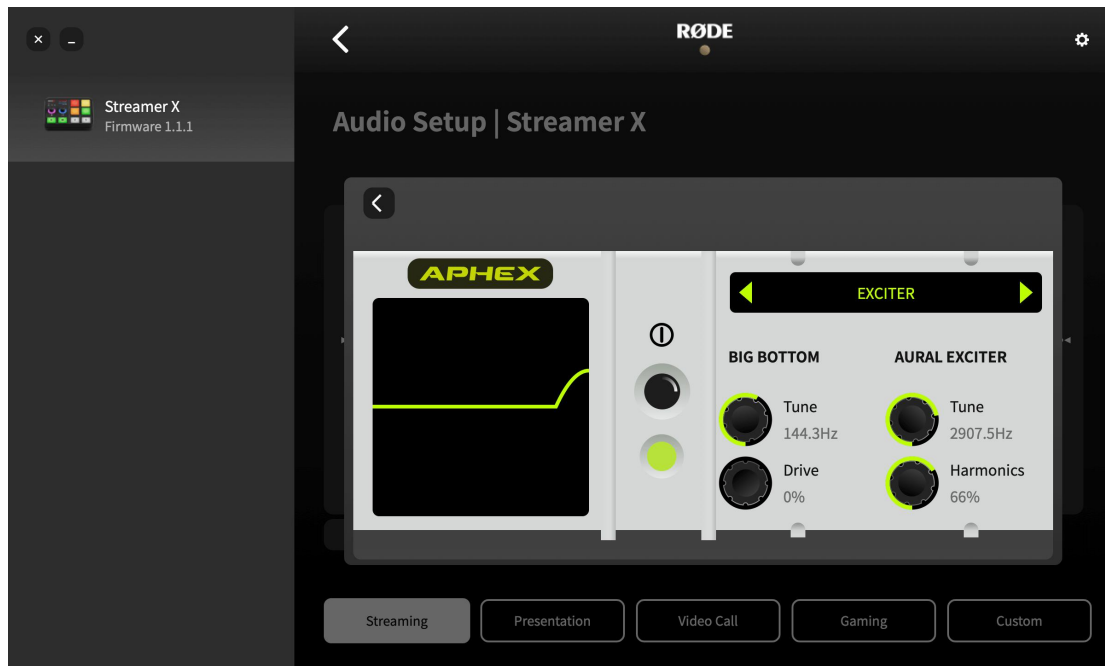 RØDE
Streamer X
Firmware 1.1.1
Audio Setup | Streamer X
APHEX
EXCITER
BIG BOTTOM
AURAL EXCITER
Tune
144.3Hz
Tune
2907.5Hz
Drive
0%
Harmonics
66%
Streaming
Presentation
Video Call
Gaming
Custom